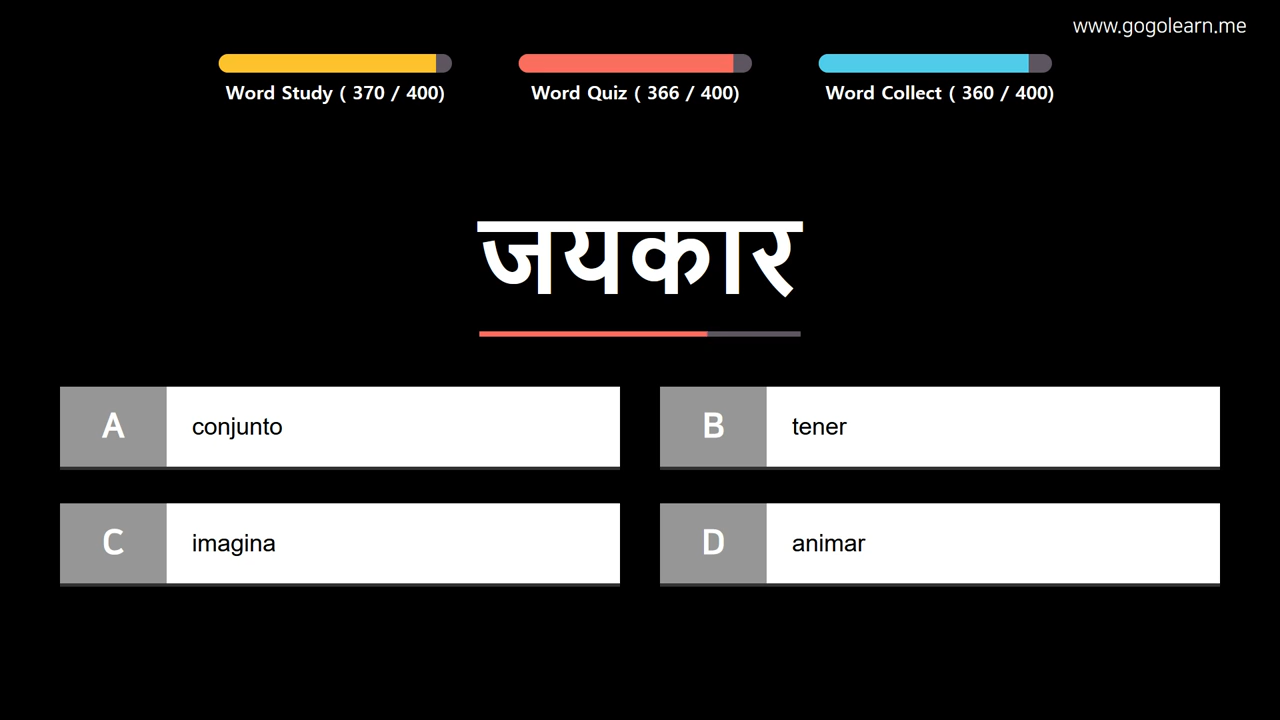 www.gogolearn.me
Word Study ( 370 / 400)
Word Quiz ( 366 / 400)
Word Collect ( 360 / 400)
जयकार
A conjunto
B tener
C imagina
D animar